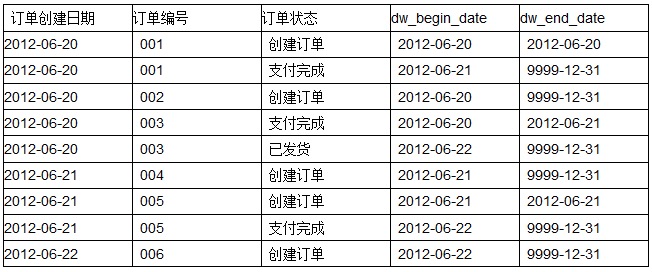 订单创建日期 订单编号 订单状态 dw_begin_date dw_end_date
2012-06-20 001 创建订单 2012-06-20 2012-06-20
2012-06-20 001 支付完成 2012-06-21 9999-12-31
2012-06-20 002 创建订单 2012-06-20 9999-12-31
2012-06-20 003 支付完成 2012-06-20 2012-06-21
2012-06-20 003 已发货 2012-06-22 9999-12-31
2012-06-21 004 创建订单 2012-06-21 9999-12-31
2012-06-21 005 创建订单 2012-06-21 2012-06-21
2012-06-21 005 支付完成 2012-06-22 9999-12-31
2012-06-22 006 创建订单 2012-06-22 9999-12-31